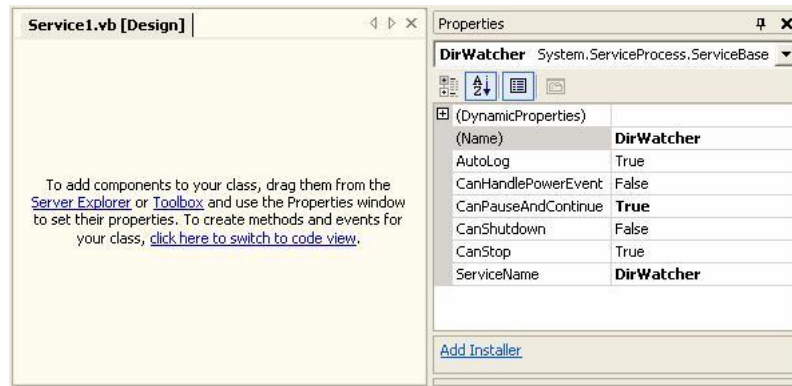 Service1.vb [Design]
To add components to your class, drag them from the
Server Explorer or Toolbox and use the Properties window
to set their properties. To create methods and events for
your class, click here to switch to code view.
Properties
DirWatcher System.ServiceProcess.ServiceBase
(DynamicProperties)
(Name) DirWatcher
AutoLog True
CanHandlePowerEvent False
CanPauseAndContinue True
CanShutdown False
CanStop True
ServiceName DirWatcher
Add Installer